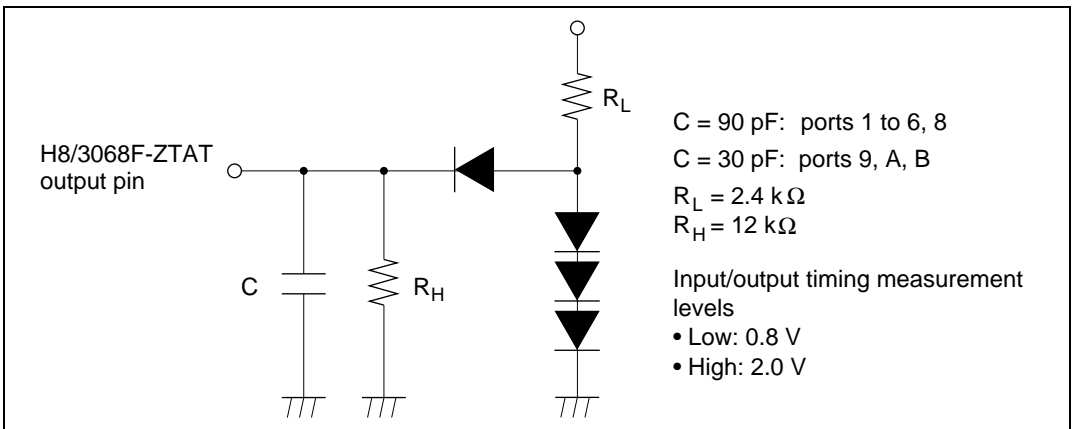 R_L
H8/3068F-ZTAT
output pin
C
R_H
C = 90 pF: ports 1 to 6, 8
C = 30 pF: ports 9, A, B
R_L = 2.4 kΩ
R_H = 12 kΩ
Input/output timing measurement
levels
• Low: 0.8 V
• High: 2.0 V